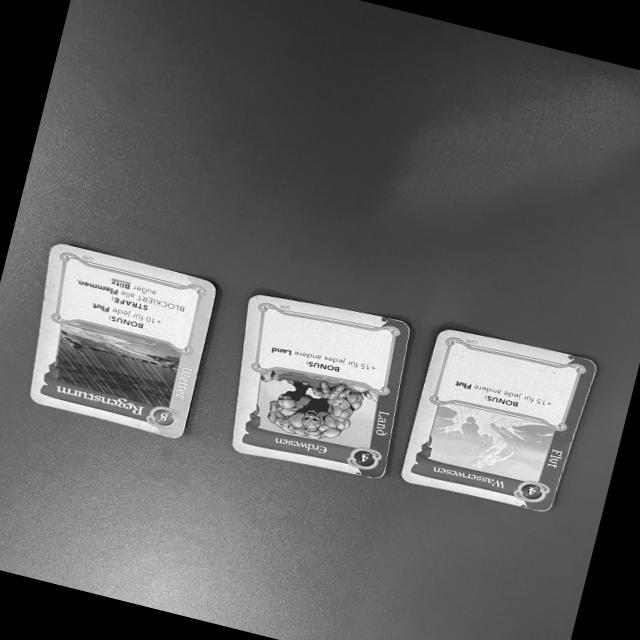 8
Regensturm
Wetter
BONUS:
+10 für jede Flut
STRAFE:
BLOCKIERT alle Flammen,
außer Blitz
4
Erdwesen
Land
BONUS:
+15 für jedes andere Land
4
Wasserwesen
Flut
BONUS:
+15 für jede andere Flut